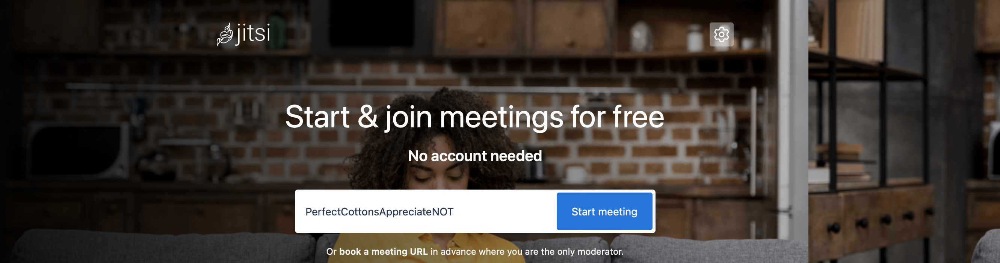 jitsi
Start & join meetings for free
No account needed
PerfectCottonsAppreciateNOT
Start meeting
Or book a meeting URL in advance where you are the only moderator.